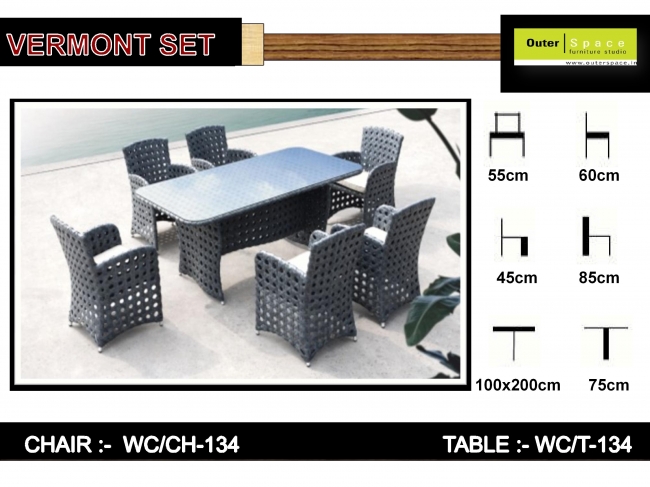 VERMONT SET
Outer Space
furniture studio
www.outerspace.in
55cm 60cm
45cm 85cm
100x200cm 75cm
CHAIR :- WC/CH-134 TABLE :- WC/T-134